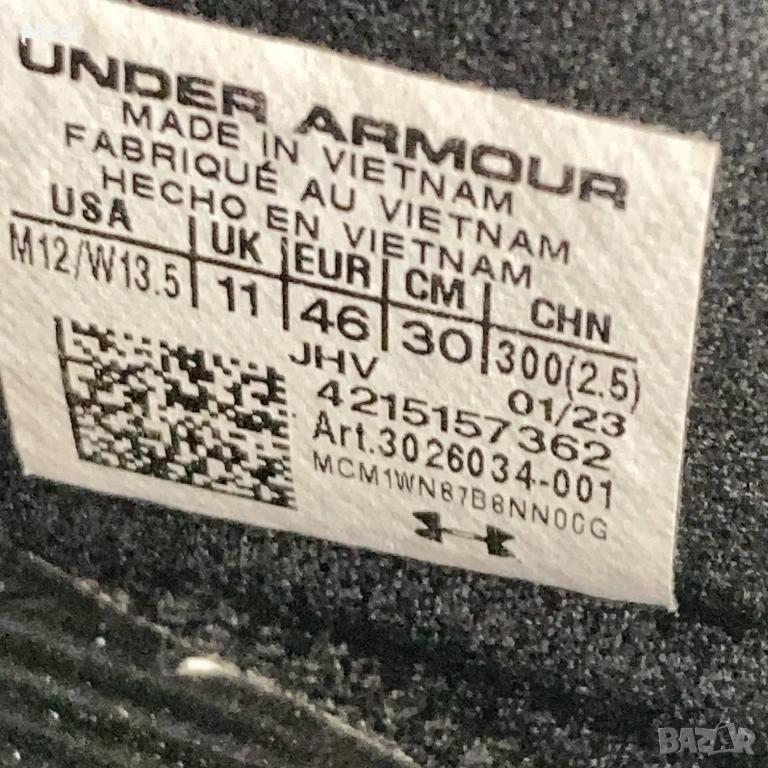 UNDER ARMOUR
MADE IN VIETNAM
FABRIQUÉ AU VIETNAM
HECHO EN VIETNAM
USA UK EUR CM CHN
M12/W13.5 11 46 30 300(2.5)
JHV 01/23
4215157362
Art.3026034-001
MCM1WN87B8NN0CG
BAZAR